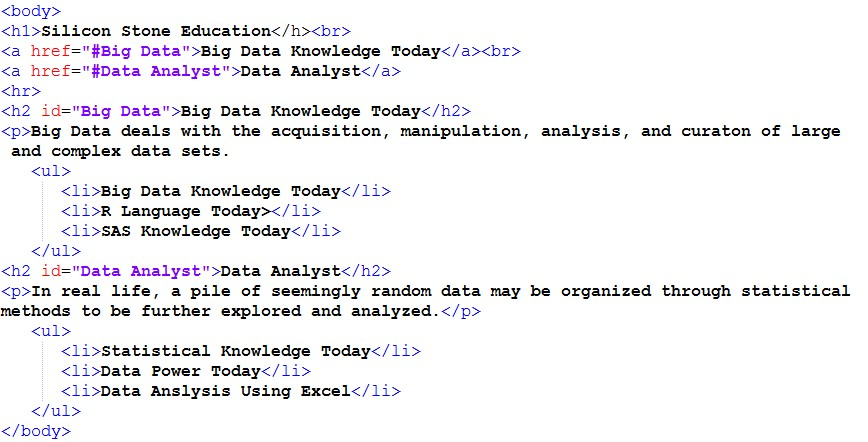 <body>
<h1>Silicon Stone Education</h><br>
<a href="#Big Data">Big Data Knowledge Today</a><br>
<a href="#Data Analyst">Data Analyst</a>
<hr>
<h2 id="Big Data">Big Data Knowledge Today</h2>
<p>Big Data deals with the acquisition, manipulation, analysis, and curaton of large
and complex data sets.
<ul>
<li>Big Data Knowledge Today</li>
<li>R Language Today></li>
<li>SAS Knowledge Today</li>
</ul>
<h2 id="Data Analyst">Data Analyst</h2>
<p>In real life, a pile of seemingly random data may be organized through statistical
methods to be further explored and analyzed.</p>
<ul>
<li>Statistical Knowledge Today</li>
<li>Data Power Today</li>
<li>Data Anslysis Using Excel</li>
</ul>
</body>